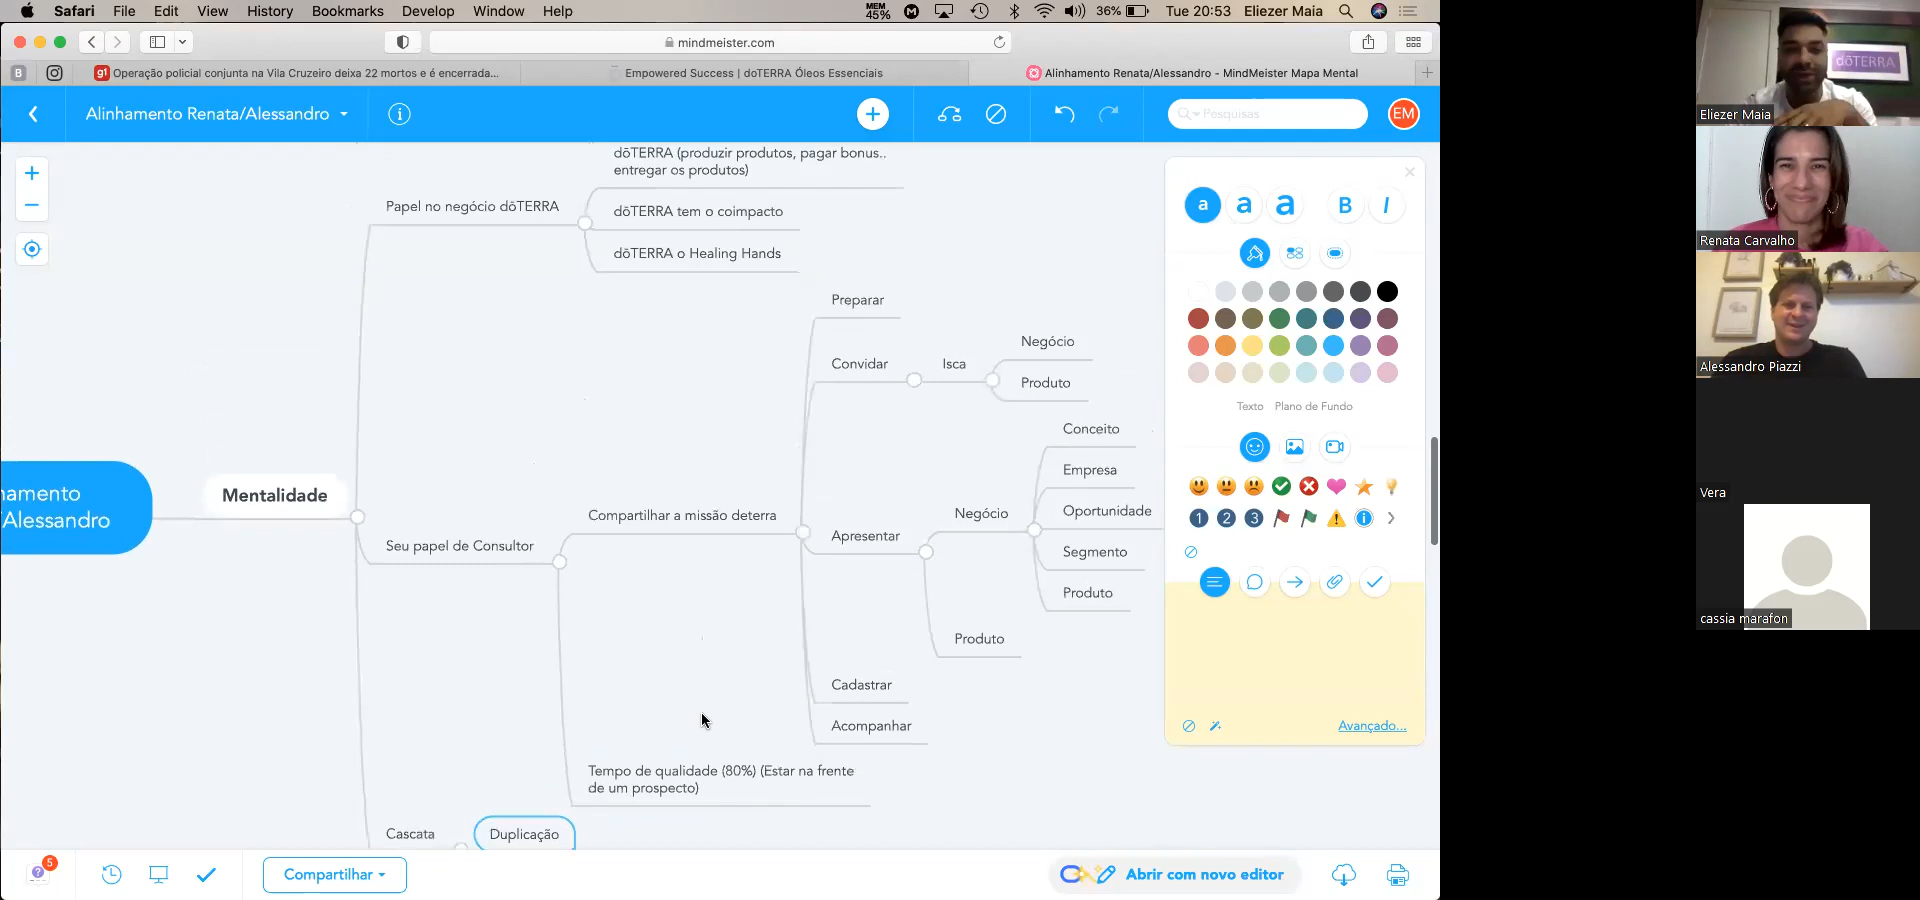 Safari File Edit View History Bookmarks Develop Window Help
MEM 45% 36% Tue 20:53 Eliezer Maia
mindmeister.com
B
g1 Operação policial conjunta na Vila Cruzeiro deixa 22 mortos e é encerrada...
Empowered Success | doTERRA Óleos Essenciais
Alinhamento Renata/Alessandro - MindMeister Mapa Mental
Alinhamento Renata/Alessandro
Pesquisas
EM
dōTERRA (produzir produtos, pagar bonus..
entregar os produtos)
Papel no negócio dōTERRA
dōTERRA tem o coimpacto
dōTERRA o Healing Hands
Preparar
Convidar
Isca
Negócio
Produto
Conceito
Empresa
Oportunidade
Segmento
Produto
Negócio
Apresentar
Produto
Cadastrar
Acompanhar
Compartilhar a missão deterra
Seu papel de Consultor
Mentalidade
hamento
/Alessandro
Tempo de qualidade (80%) (Estar na frente
de um prospecto)
Cascata
Duplicação
a a a B I
Texto Plano de Fundo
1 2 3
Avançado...
5
Compartilhar
Abrir com novo editor
dōTERRA
Eliezer Maia
Renata Carvalho
Alessandro Piazzi
Vera
cassia marafon